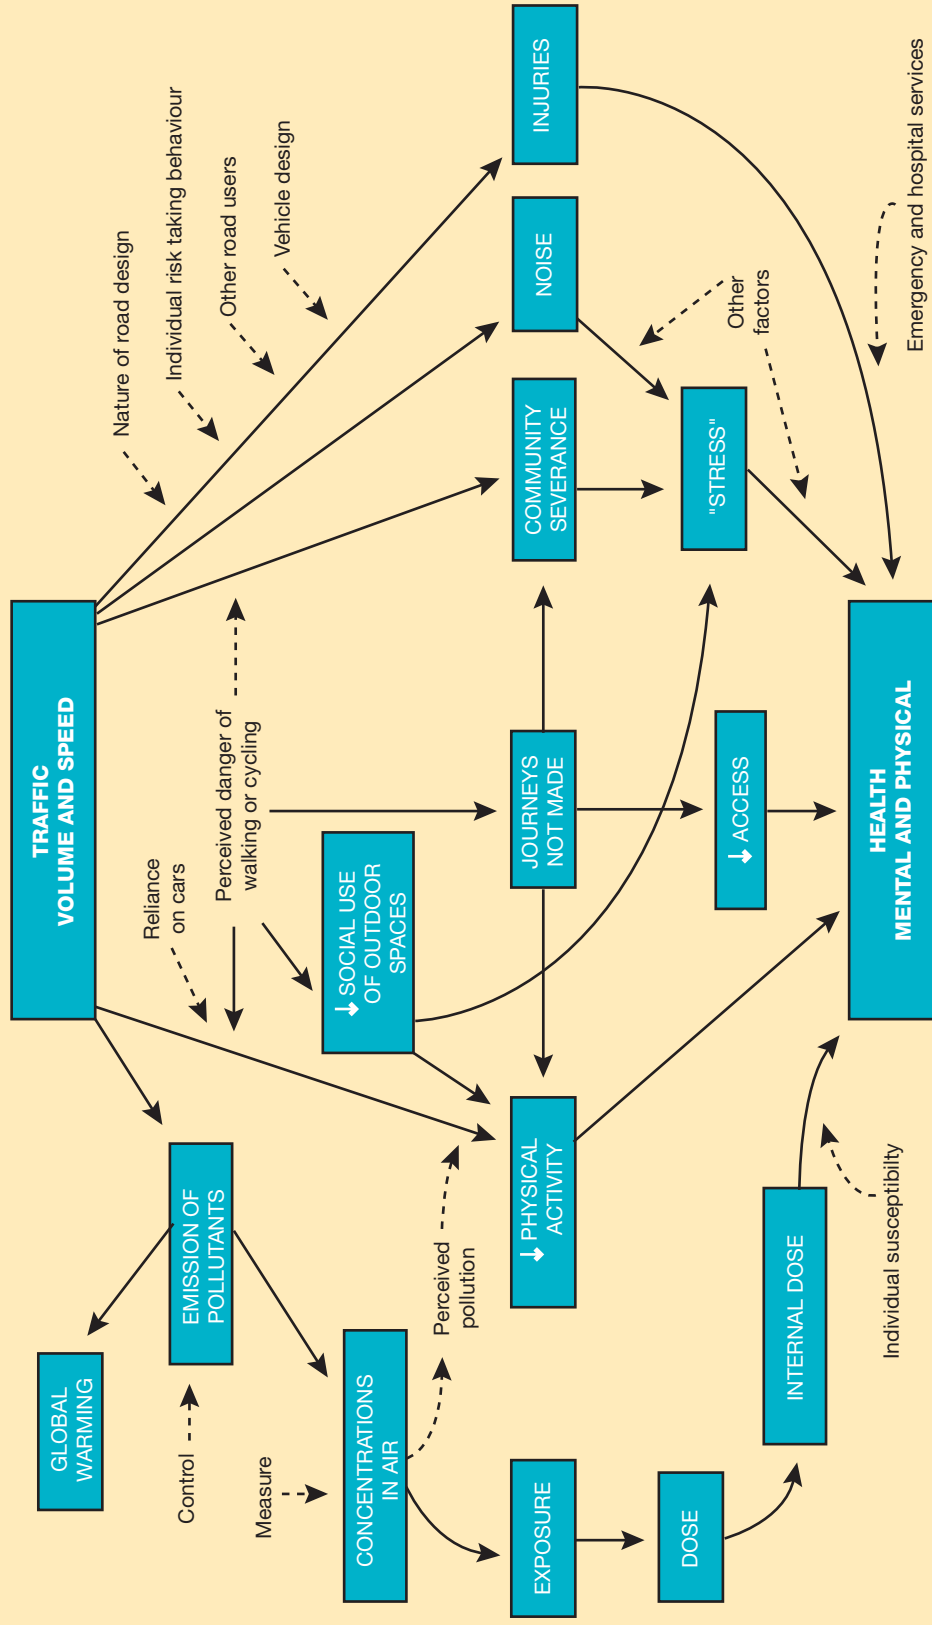 TRAFFIC
VOLUME AND SPEED
Nature of road design
Individual risk taking behaviour
Other road users
Vehicle design
Reliance
on cars
Perceived danger of
walking or cycling
GLOBAL
WARMING
EMISSION OF
POLLUTANTS
Control
Measure
CONCENTRATIONS
IN AIR
Perceived
pollution
↓ SOCIAL USE
OF OUTDOOR
SPACES
EXPOSURE
↓ PHYSICAL
ACTIVITY
JOURNEYS
NOT MADE
COMMUNITY
SEVERANCE
NOISE
INJURIES
DOSE
"STRESS"
Other
factors
INTERNAL DOSE
↓ ACCESS
Individual susceptibilty
HEALTH
MENTAL AND PHYSICAL
Emergency and hospital services